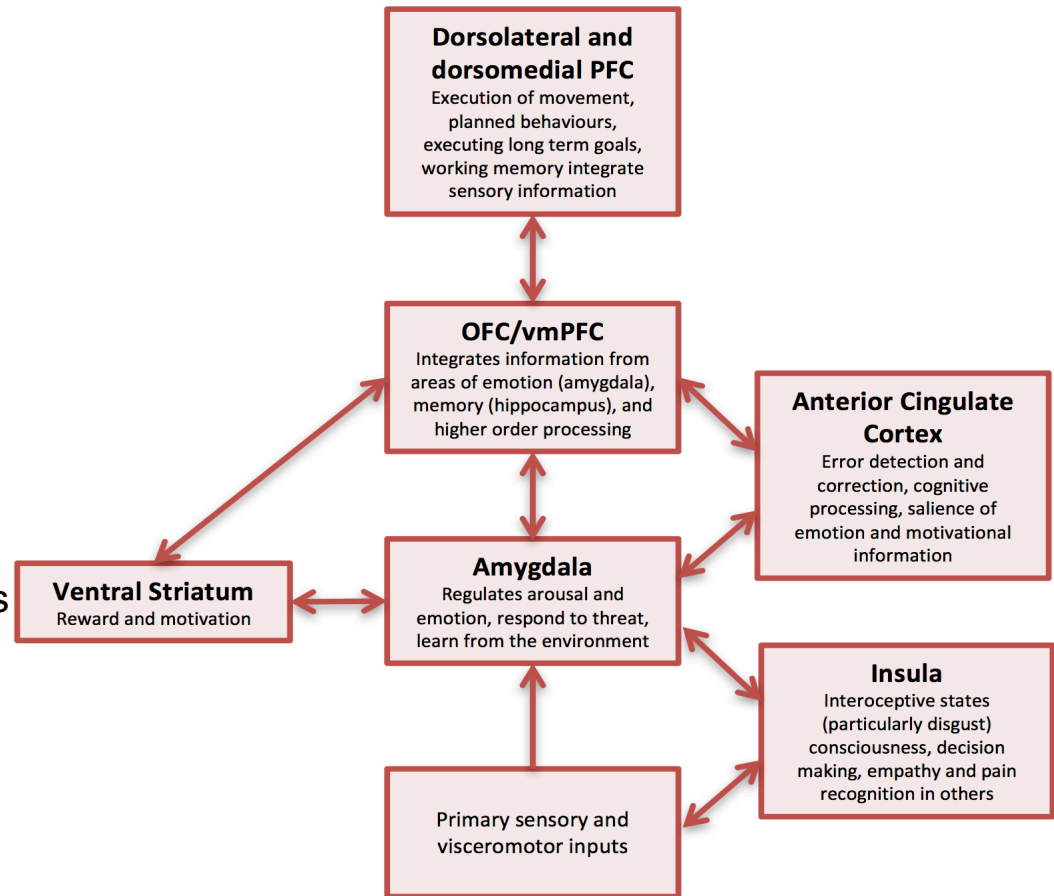 Dorsolateral and
dorsomedial PFC
Execution of movement,
planned behaviours,
executing long term goals,
working memory integrate
sensory information
OFC/vmPFC
Integrates information from
areas of emotion (amygdala),
memory (hippocampus), and
higher order processing
Anterior Cingulate
Cortex
Error detection and
correction, cognitive
processing, salience of
emotion and motivational
information
s
Ventral Striatum
Reward and motivation
Amygdala
Regulates arousal and
emotion, respond to threat,
learn from the environment
Insula
Interoceptive states
(particularly disgust)
consciousness, decision
making, empathy and pain
recognition in others
Primary sensory and
visceromotor inputs